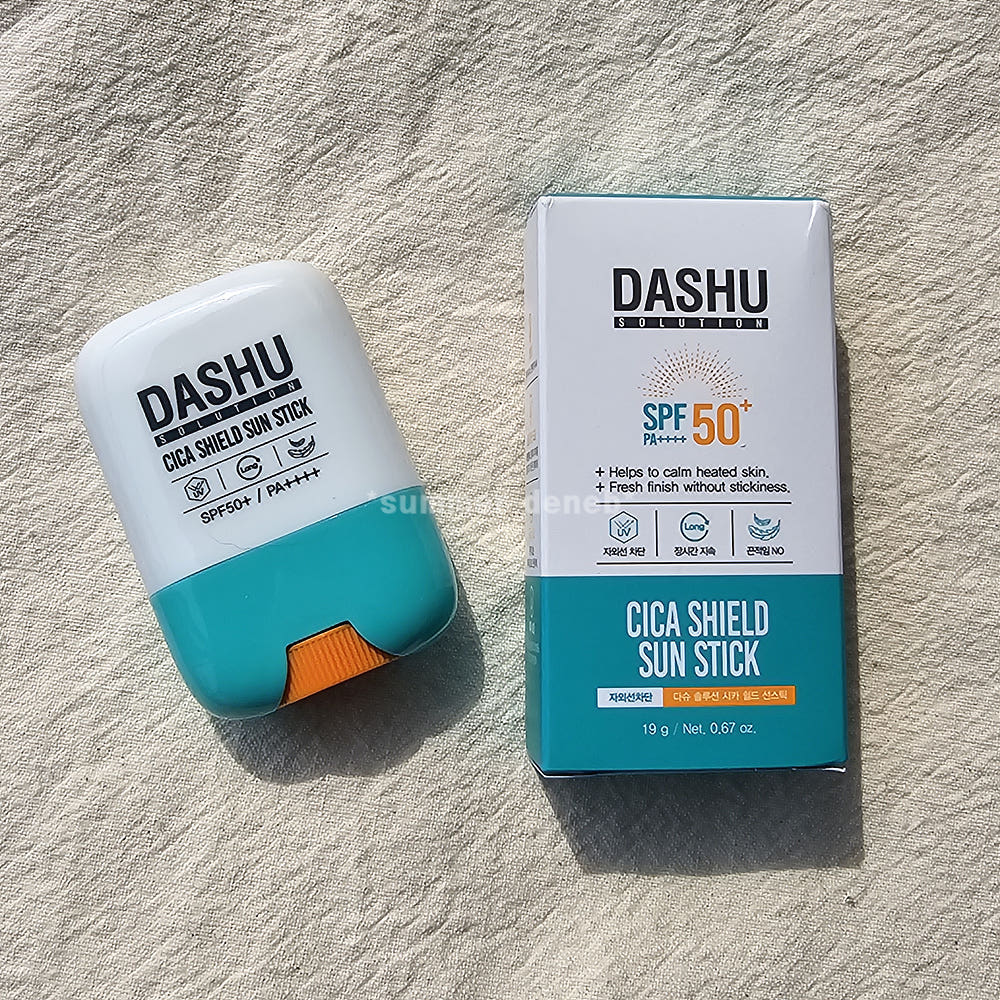 DASHU
SOLUTION
CICA SHIELD SUN STICK
UV
Long
SPF50+ / PA++++
DASHU
SOLUTION
SPF 50+
PA++++
+ Helps to calm heated skin.
+ Fresh finish without stickiness.
UV
Long
자외선 차단
장시간 지속
끈적임 NO
CICA SHIELD
SUN STICK
자외선차단 다슈 솔루션 시카 쉴드 선스틱
19 g / Net. 0.67 oz.